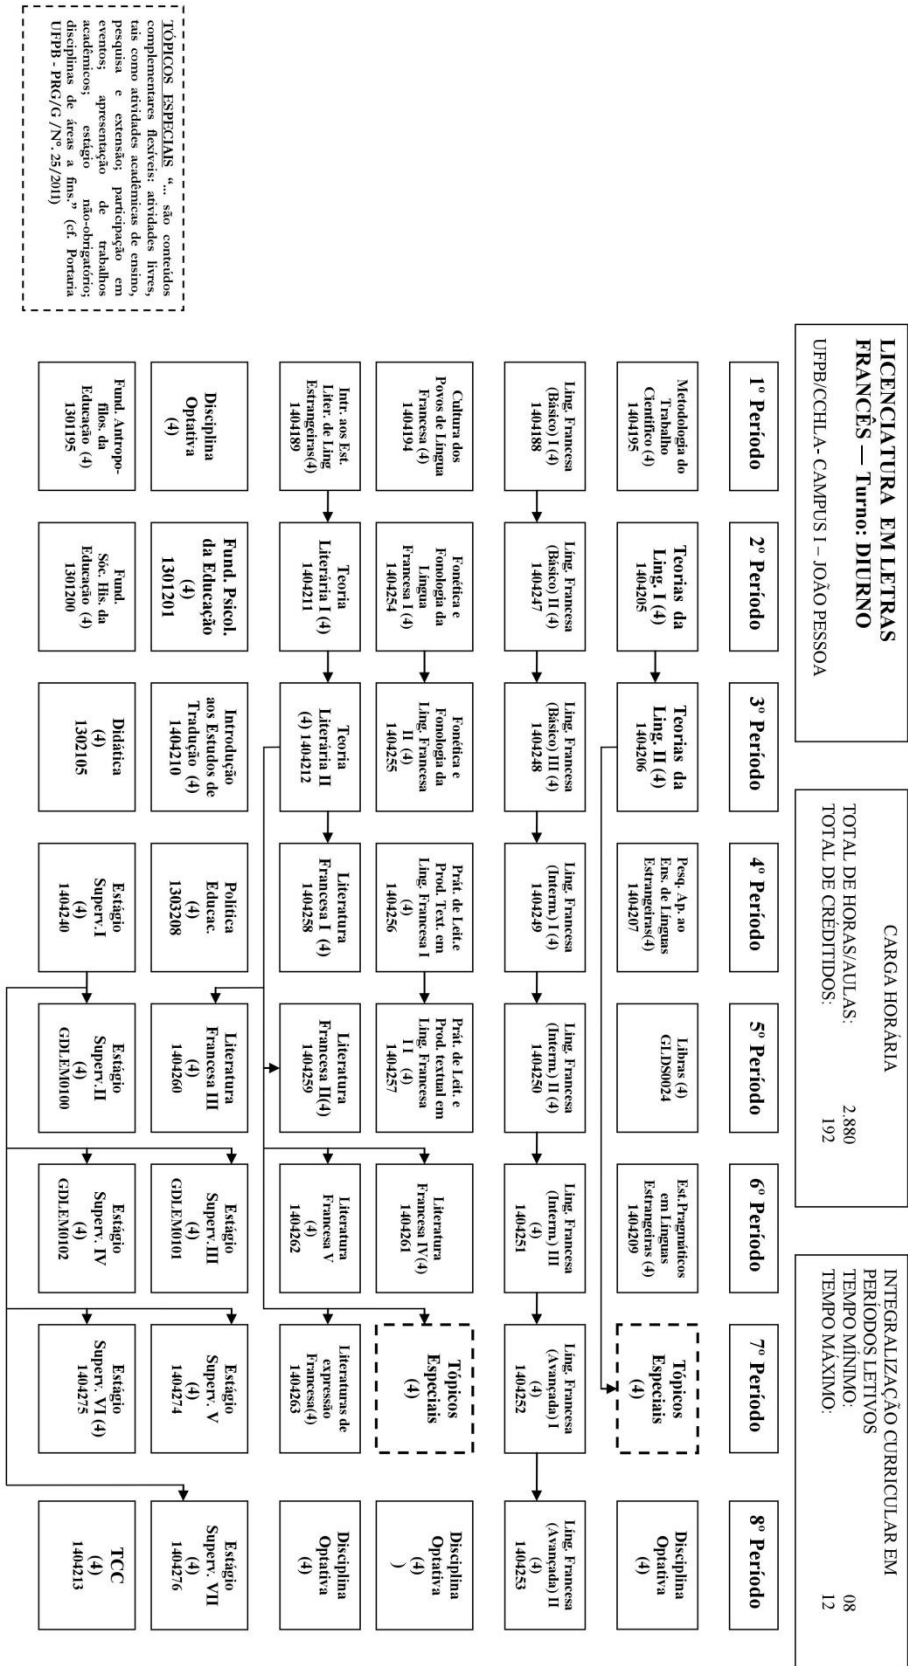 LICENCIATURA EM LETRAS
FRANCÊS — Turno: DIURNO
UFPB/CCHLA- CAMPUS I – JOÃO PESSOA
CARGA HORÁRIA
TOTAL DE HORAS/AULAS: 2.880
TOTAL DE CRÉDITIDOS: 192
INTEGRALIZAÇÃO CURRICULAR EM
PERÍODOS LETIVOS
TEMPO MÍNIMO: 08
TEMPO MÁXIMO: 12
1º Período
2º Período
3º Período
4º Período
5º Período
6º Período
7º Período
8º Período
Metodologia do
Trabalho
Científico (4)
1404195
Teorias da
Ling. I (4)
1404205
Teorias da
Ling. II (4)
1404206
Pesq. Ap. ao
Ens. de Línguas
Estrangeiras(4)
1404207
Libras (4)
GLDS0024
Est.Pragmáticos
em Línguas
Estrangeiras (4)
1404209
Tópicos
Especiais
(4)
Disciplina
Optativa
(4)
Ling. Francesa
(Básico) I (4)
1404188
Líng. Francesa
(Básico) II (4)
1404247
Ling. Francesa
(Básico) III (4)
1404248
Ling. Francesa
(Interm.) I (4)
1404249
Ling. Francesa
(Interm.) II (4)
1404250
Ling. Francesa
(Interm.) III
(4)
1404251
Líng. Francesa
(Avançada) I
(4)
1404252
Líng. Francesa
(Avançada) II
(4)
1404253
Cultura dos
Povos de Língua
Francesa (4)
1404194
Fonética e
Fonologia da
Língua
Francesa I (4)
1404254
Fonética e
Fonologia da
Ling. Francesa
II (4)
1404255
Prát. de Leit.e
Prod. Text. em
Ling. Francesa I
(4)
1404256
Prát. de Leit. e
Prod. textual em
Ling. Francesa
I I (4)
1404257
Literatura
Francesa IV(4)
1404261
Tópicos
Especiais
(4)
Disciplina
Optativa
(4)
)
Intr. aos Est.
Liter. de Ling
Estrangeiras(4)
1404189
Teoria
Literária I (4)
1404211
Teoria
Literária II
(4) 1404212
Literatura
Francesa I (4)
1404258
Literatura
Francesa II(4)
1404259
Literatura
Francesa V
(4)
1404262
Literaturas de
expressão
Francesa(4)
1404263
Disciplina
Optativa
(4)
Disciplina
Optativa
(4)
Fund. Psicol.
da Educação
(4)
1301201
Introdução
aos Estudos de
Tradução (4)
1404210
Política
Educac.
(4)
1303208
Literatura
Francesa III
(4)
1404260
Estágio
Superv.III
(4)
GDLEM0101
Estágio
Superv. V
(4)
1404274
Estágio
Superv. VII
(4)
1404276
Fund. Antropo-
filos. da
Educação (4)
1301195
Fund.
Sóc. His. da
Educação (4)
1301200
Didática
(4)
1302105
Estágio
Superv.I
(4)
1404240
Estágio
Superv.II
(4)
GDLEM0100
Estágio
Superv. IV
(4)
GDLEM0102
Estágio
Superv. VI (4)
1404275
TCC
(4)
1404213
TÓPICOS ESPECIAIS “... são conteúdos
complementares flexíveis: atividades livres,
tais como atividades acadêmicas de ensino,
pesquisa e extensão; participação em
eventos; apresentação de trabalhos
acadêmicos; estágio não-obrigatório;
disciplinas de áreas a fins.” (cf. Portaria
UFPB - PRG/G /Nº. 25/2011)